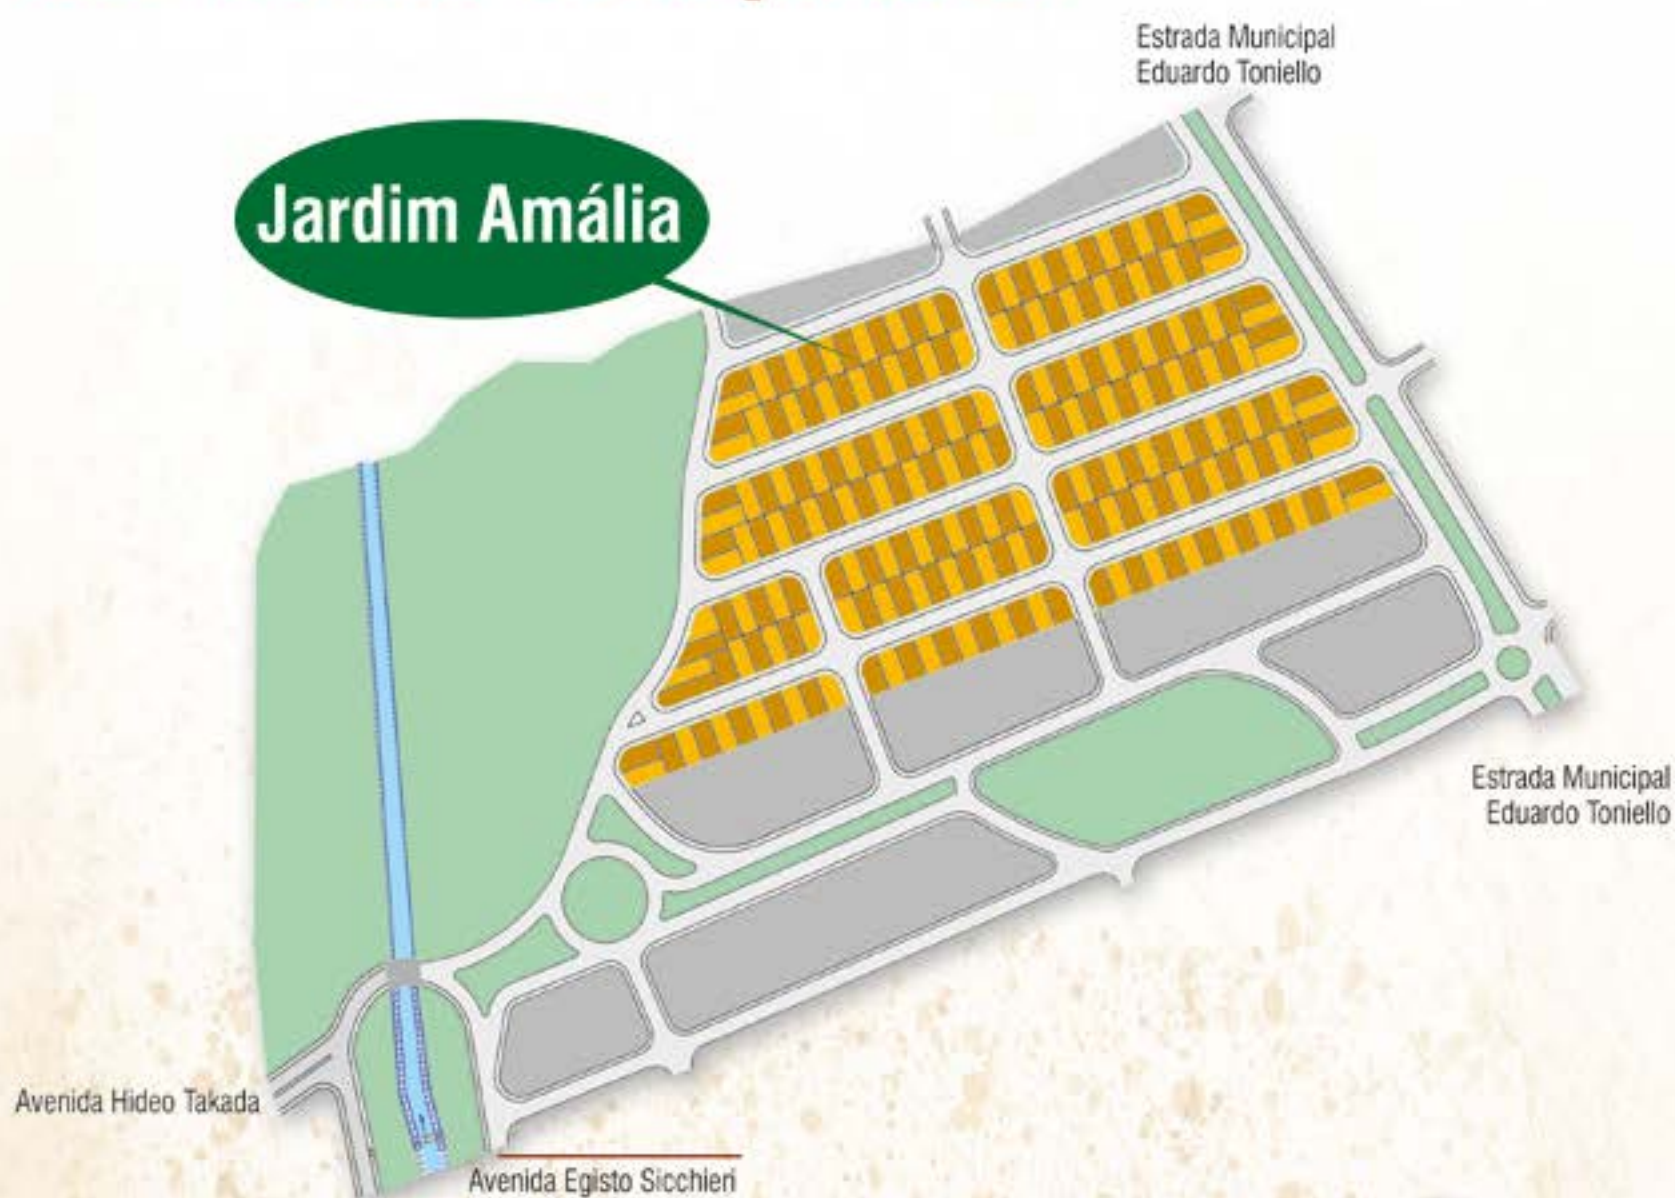 Estrada Municipal
Eduardo Toniello
Jardim Amália
Estrada Municipal
Eduardo Toniello
Avenida Hideo Takada
Avenida Egisto Sicchieri